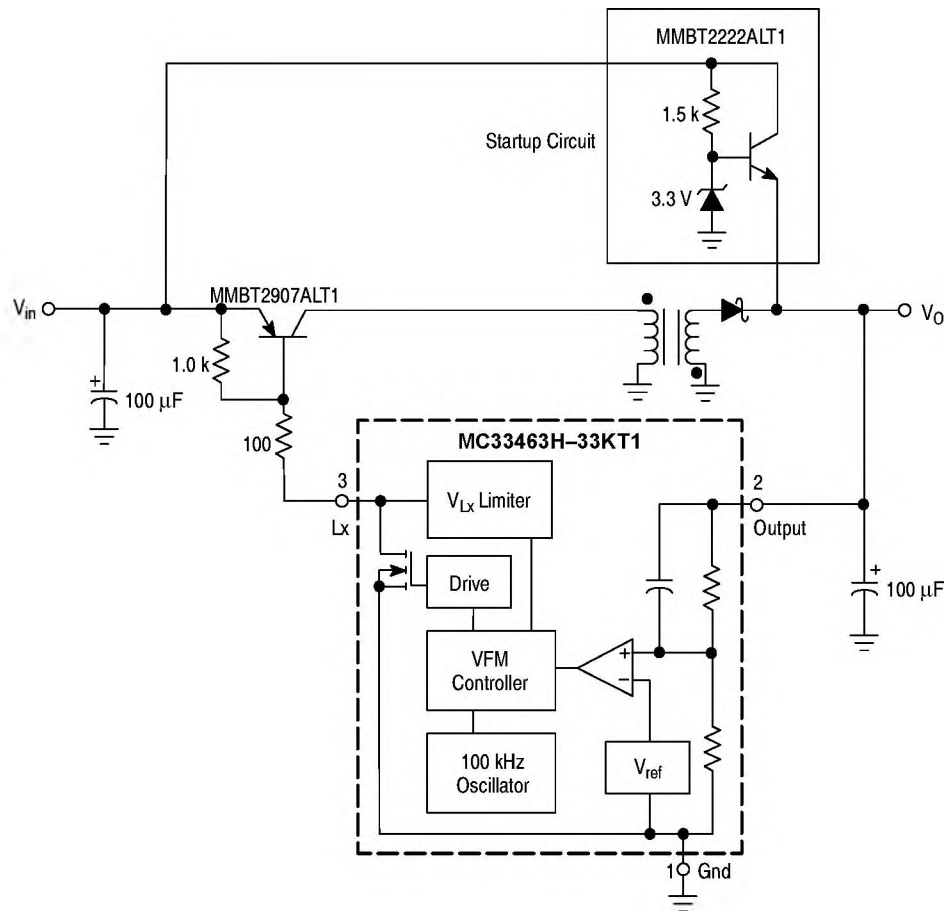 MMBT2222ALT1
1.5 k
Startup Circuit
3.3 V
Vin
MMBT2907ALT1
VO
1.0 k
+
100 µF
100
MC33463H–33KT1
3
Lx
VLx Limiter
2
Output
Drive
+
100 µF
VFM
Controller
+
−
100 kHz
Oscillator
Vref
1
Gnd